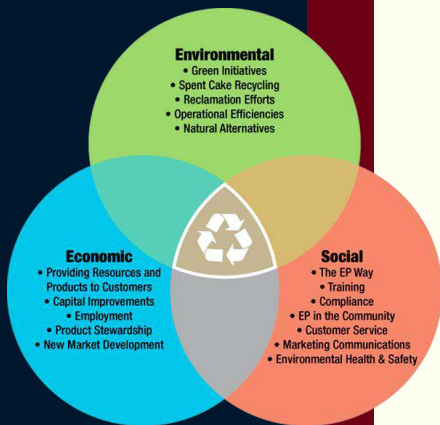 Environmental
• Green Initiatives
• Spent Cake Recycling
• Reclamation Efforts
• Operational Efficiencies
• Natural Alternatives
Economic
• Providing Resources and
Products to Customers
• Capital Improvements
• Employment
• Product Stewardship
• New Market Development
Social
• The EP Way
• Training
• Compliance
• EP in the Community
• Customer Service
• Marketing Communications
• Environmental Health & Safety